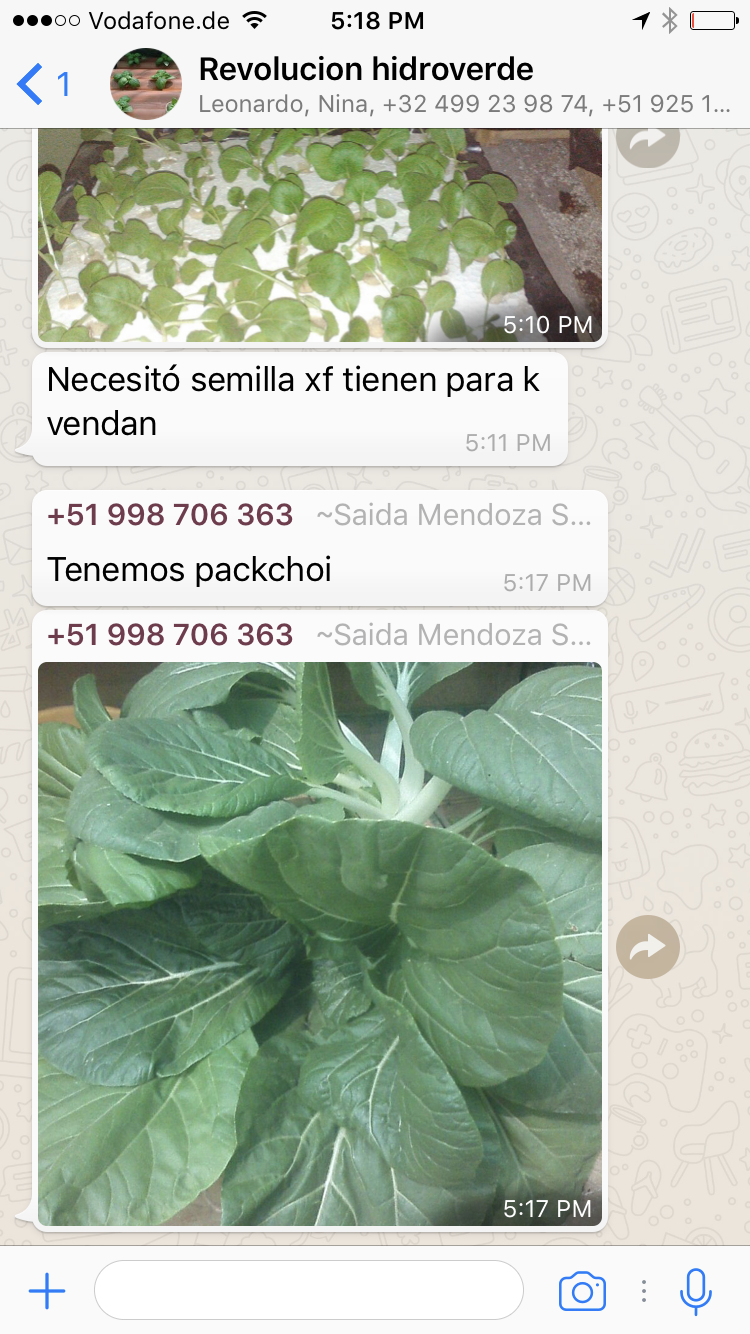 Vodafone.de 5:18 PM
1 Revolucion hidroverde
Leonardo, Nina, +32 499 23 98 74, +51 925 1...
5:10 PM
Necesitó semilla xf tienen para k
vendan
5:11 PM
+51 998 706 363 ~Saida Mendoza S...
Tenemos packchoi
5:17 PM
+51 998 706 363 ~Saida Mendoza S...
5:17 PM